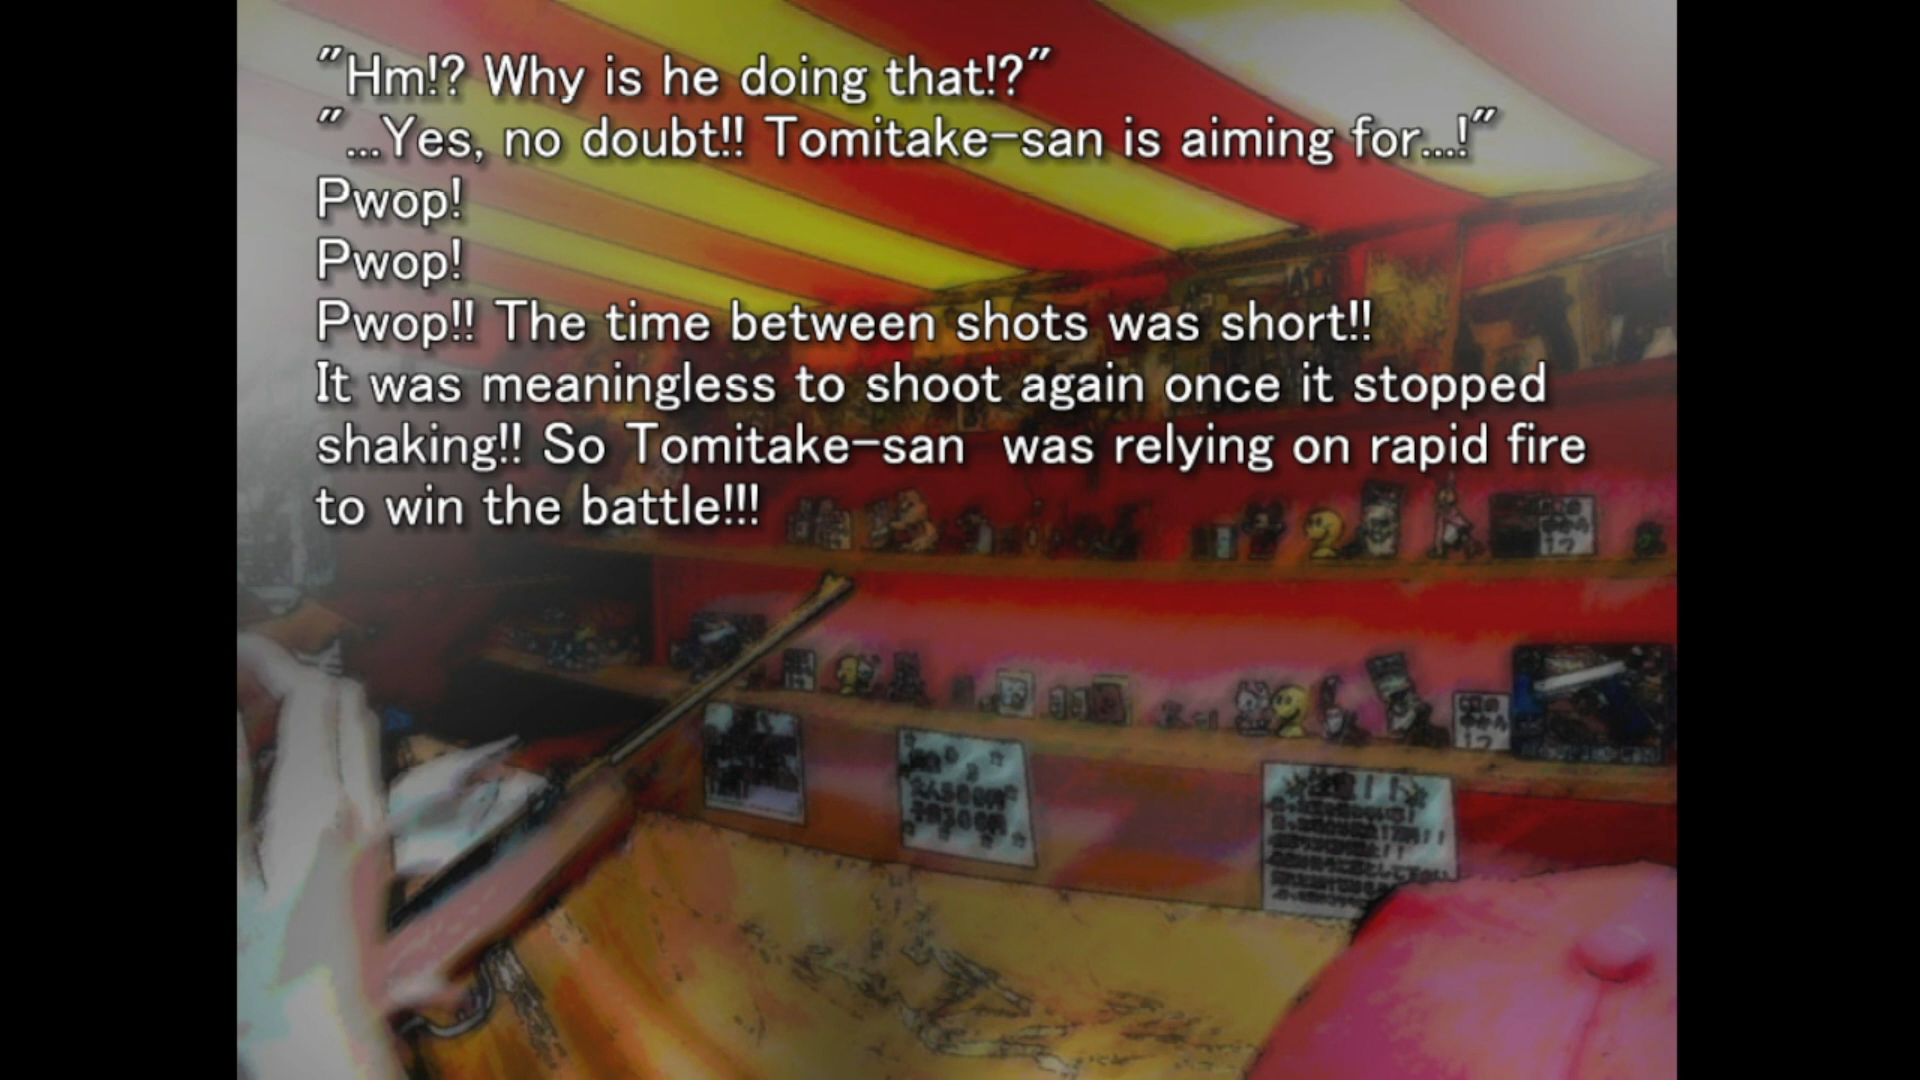 "Hm!? Why is he doing that!?"
"...Yes, no doubt!! Tomitake-san is aiming for...!"
Pwop!
Pwop!
Pwop!! The time between shots was short!!
It was meaningless to shoot again once it stopped
shaking!! So Tomitake-san  was relying on rapid fire
to win the battle!!!